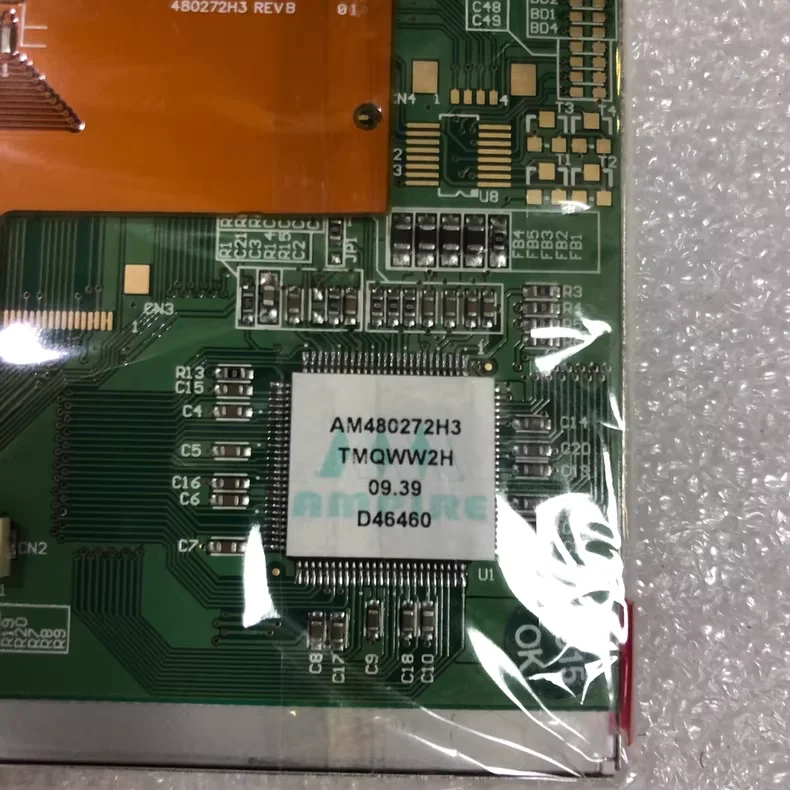 480272H3 REVB 01
C48
C49
BD1
BD4
CN4 1 4
T3 T4
2
3
T1 T2
U8
R1
C21
C3
R14
R15
C2
JP1
FB4
FB5
FB3
FB2
FB1
CN3
1
R3
R4
R13
C15
C4
C5
C16
C6
C7
C14
C20
C19
AM480272H3
TMQWW2H
09.39
D46460
AMPIRE
U1
CN2
R19
R20
R7
R8
R9
C8
C17
C9
C18
C10
OK